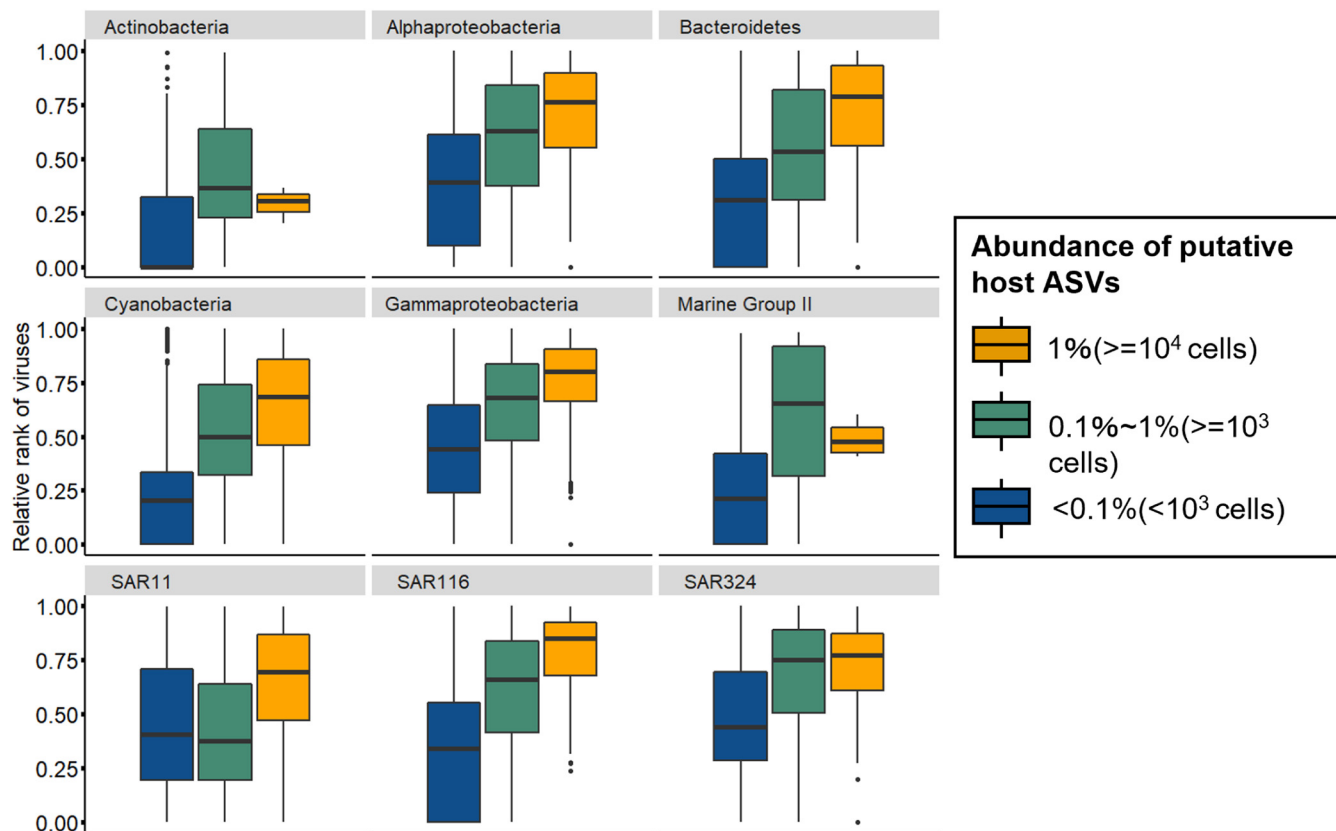 Actinobacteria
Alphaproteobacteria
Bacteroidetes
1.00
0.75
0.50
0.25
0.00
Cyanobacteria
Gammaproteobacteria
Marine Group II
1.00
0.75
0.50
0.25
0.00
SAR11
SAR116
SAR324
1.00
0.75
0.50
0.25
0.00
Relative rank of viruses
Abundance of putative
host ASVs
1%(>=10⁴ cells)
0.1%~1%(>=10³
cells)
<0.1%(<10³ cells)